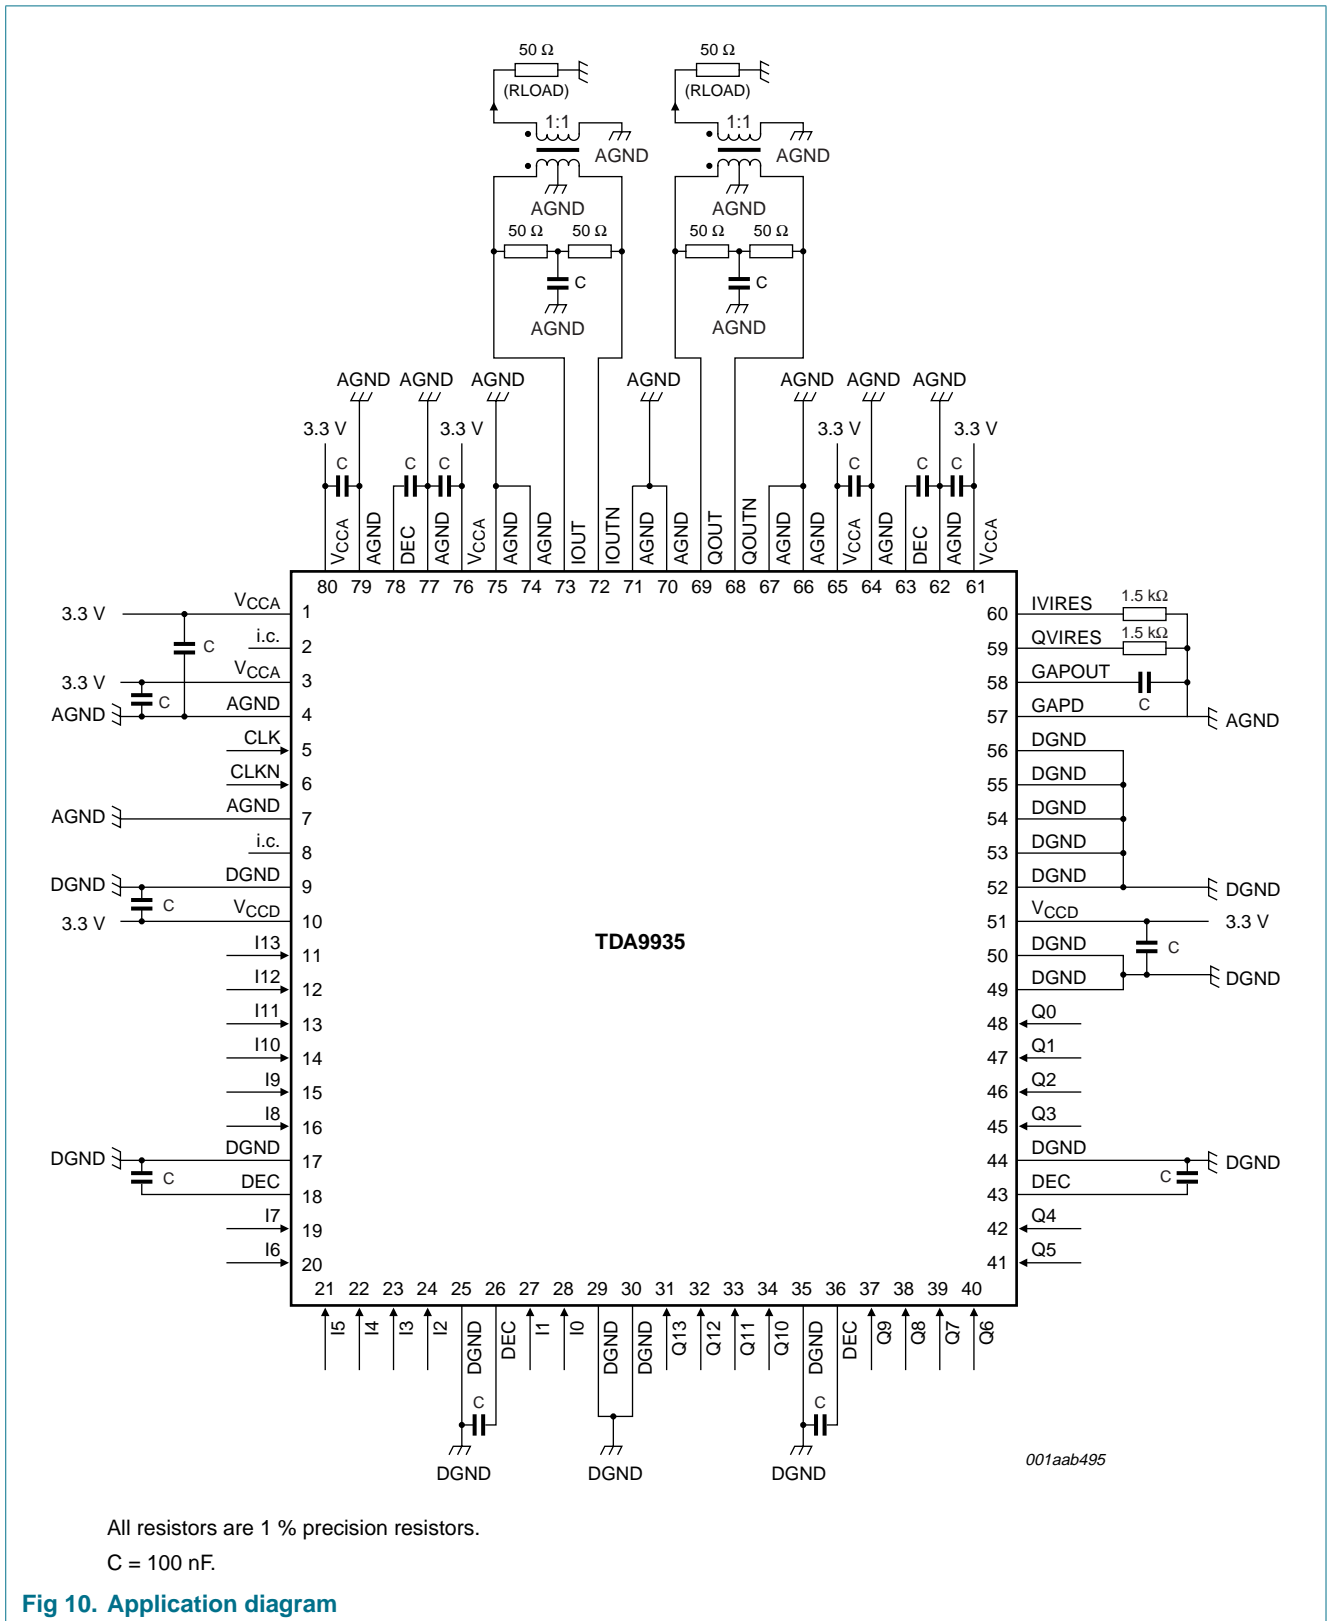 50 Ω 50 Ω
(RLOAD) (RLOAD)
1:1 1:1
AGND AGND
AGND AGND
50 Ω 50 Ω 50 Ω 50 Ω
C C
AGND AGND
AGND AGND AGND AGND AGND AGND AGND
3.3 V 3.3 V 3.3 V 3.3 V
C C C C C C
VCCA AGND DEC AGND VCCA AGND AGND IOUT IOUTN AGND AGND QOUT QOUTN AGND AGND VCCA AGND DEC AGND VCCA
80 79 78 77 76 75 74 73 72 71 70 69 68 67 66 65 64 63 62 61
3.3 V VCCA 1
i.c. 2
C
3.3 V VCCA 3
C
AGND AGND 4
CLK 5
CLKN 6
AGND AGND 7
i.c. 8
DGND DGND 9
C
3.3 V VCCD 10
I13 11
I12 12
I11 13
I10 14
I9 15
I8 16
DGND DGND 17
C
DEC 18
I7 19
I6 20
TDA9935
60 IVIRES 1.5 kΩ
59 QVIRES 1.5 kΩ
58 GAPOUT
C
57 GAPD AGND
56 DGND
55 DGND
54 DGND
53 DGND
52 DGND DGND
51 VCCD 3.3 V
50 DGND C
49 DGND DGND
48 Q0
47 Q1
46 Q2
45 Q3
44 DGND DGND
C
43 DEC
42 Q4
41 Q5
21 22 23 24 25 26 27 28 29 30 31 32 33 34 35 36 37 38 39 40
I5 I4 I3 I2 DGND DEC I1 I0 DGND DGND Q13 Q12 Q11 Q10 DGND DEC Q9 Q8 Q7 Q6
C C
DGND DGND DGND
001aab495
All resistors are 1 % precision resistors.
C = 100 nF.
Fig 10. Application diagram